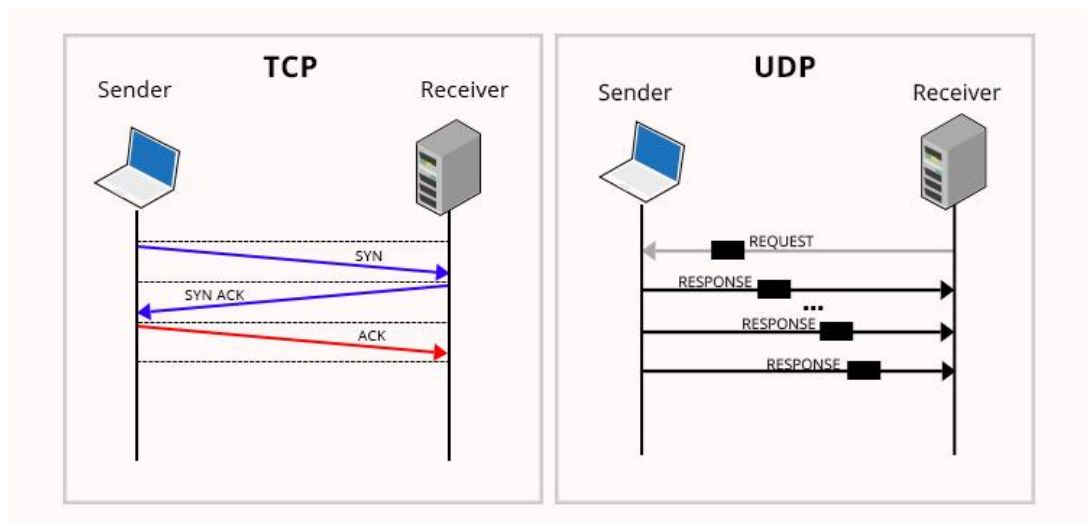 TCP
Sender
Receiver
SYN
SYN ACK
ACK
UDP
Sender
Receiver
REQUEST
RESPONSE
...
RESPONSE
RESPONSE